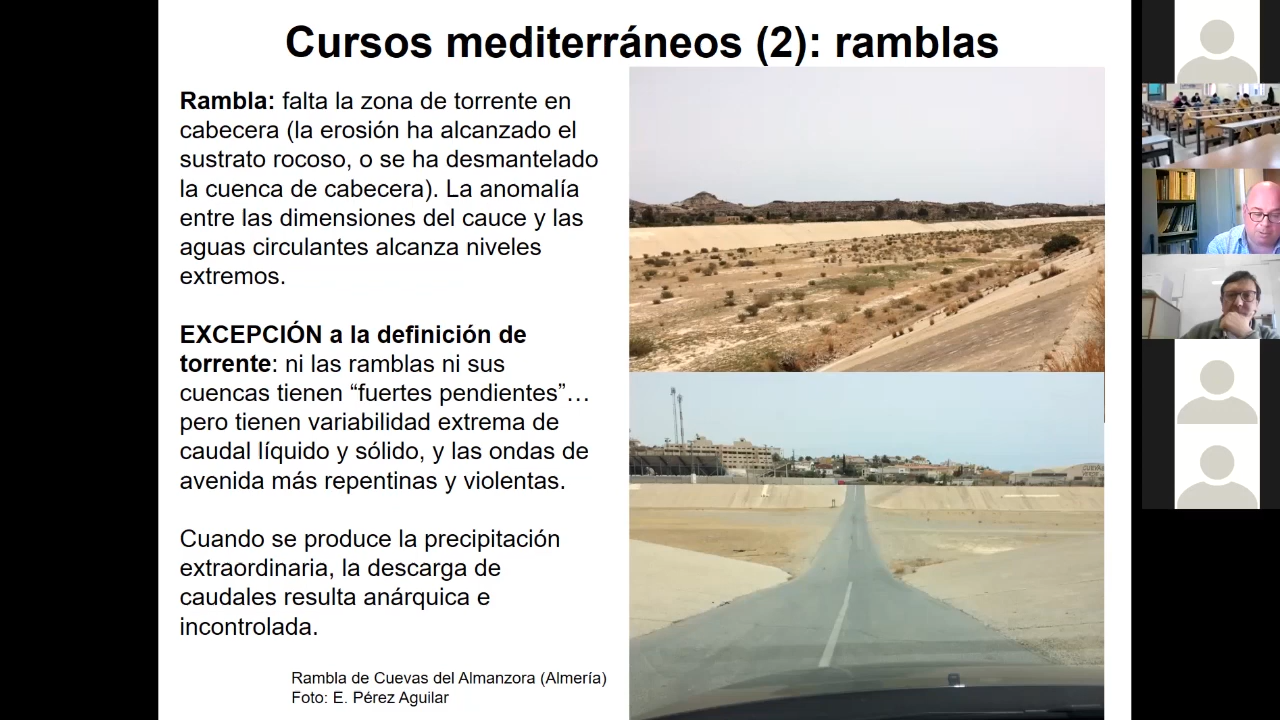 Cursos mediterráneos (2): ramblas
Rambla: falta la zona de torrente en
cabecera (la erosión ha alcanzado el
sustrato rocoso, o se ha desmantelado
la cuenca de cabecera). La anomalía
entre las dimensiones del cauce y las
aguas circulantes alcanza niveles
extremos.
EXCEPCIÓN a la definición de
torrente: ni las ramblas ni sus
cuencas tienen “fuertes pendientes”…
pero tienen variabilidad extrema de
caudal líquido y sólido, y las ondas de
avenida más repentinas y violentas.
Cuando se produce la precipitación
extraordinaria, la descarga de
caudales resulta anárquica e
incontrolada.
Rambla de Cuevas del Almanzora (Almería)
Foto: E. Pérez Aguilar